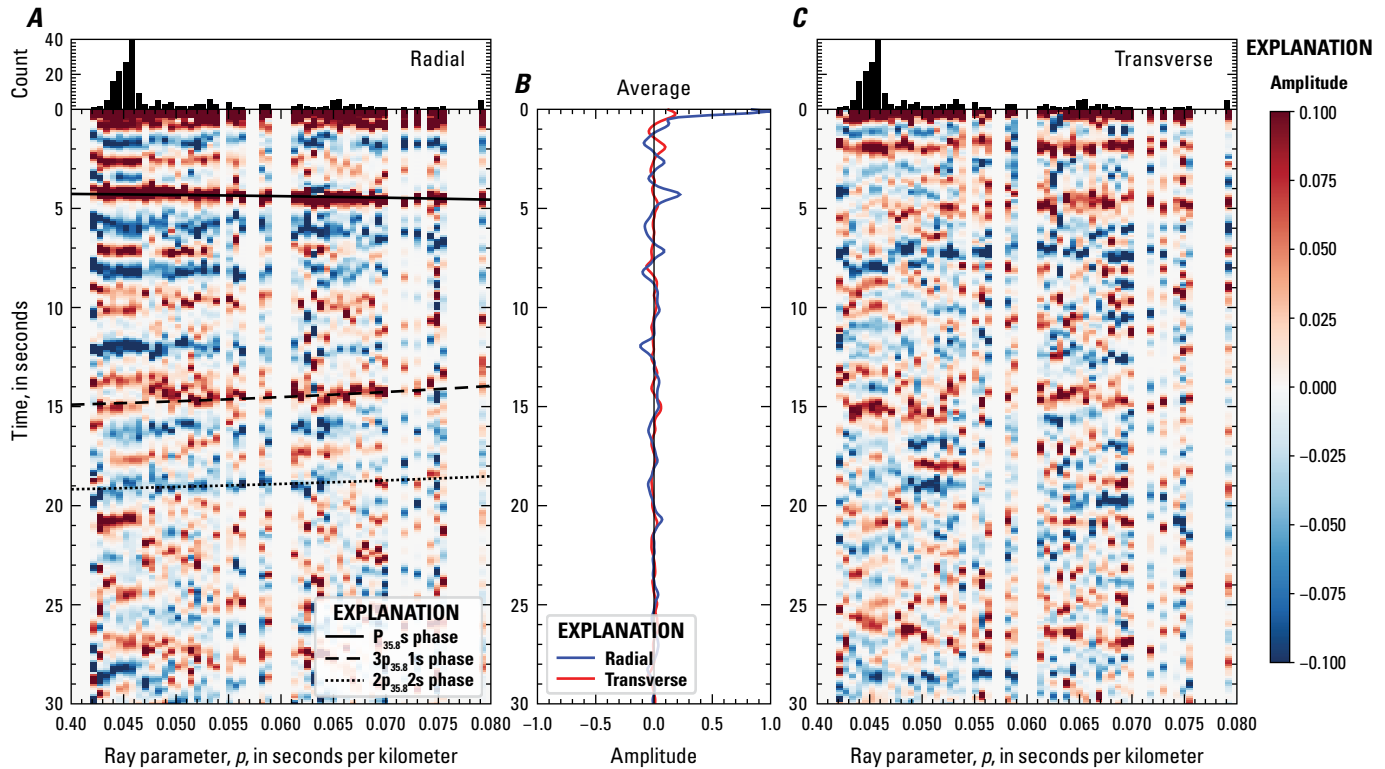 A
Count
40
20
0
Radial
0
5
10
15
20
25
30
Time, in seconds
EXPLANATION
P35.8s phase
3p35.81s phase
2p35.82s phase
0.40 0.045 0.050 0.055 0.060 0.065 0.070 0.075 0.080
Ray parameter, p, in seconds per kilometer
B
Average
0
5
10
15
20
25
30
EXPLANATION
Radial
Transverse
−1.0 −0.5 0.0 0.5 1.0
Amplitude
C
Transverse
0
5
10
15
20
25
30
0.40 0.045 0.050 0.055 0.060 0.065 0.070 0.075 0.080
Ray parameter, p, in seconds per kilometer
EXPLANATION
Amplitude
0.100
0.075
0.050
0.025
0.000
−0.025
−0.050
−0.075
−0.100